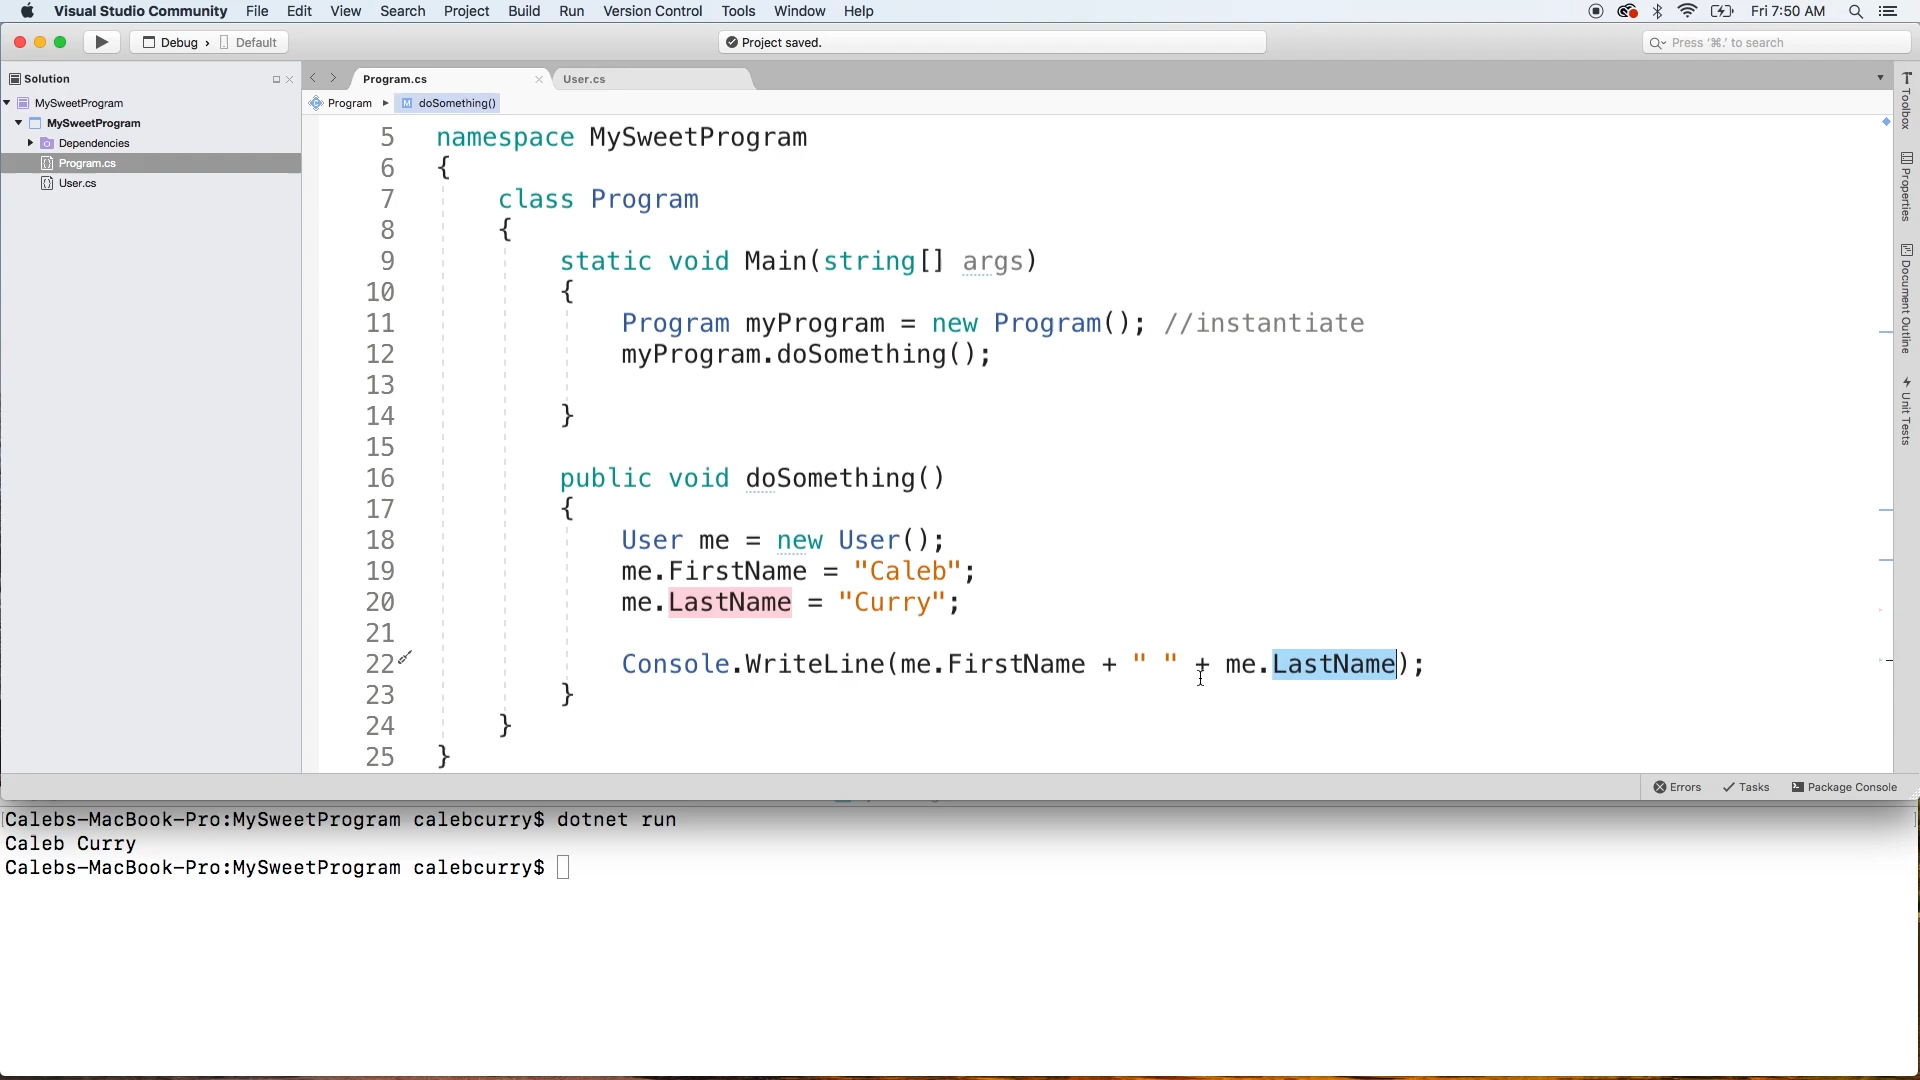 Visual Studio Community File Edit View Search Project Build Run Version Control Tools Window Help Fri 7:50 AM
Debug › Default Project saved. Press ‘⌘.’ to search
Solution Program.cs User.cs
MySweetProgram
MySweetProgram
Dependencies
Program.cs
User.cs
Program doSomething()
5 namespace MySweetProgram
6 {
7 class Program
8 {
9 static void Main(string[] args)
10 {
11 Program myProgram = new Program(); //instantiate
12 myProgram.doSomething();
13
14 }
15
16 public void doSomething()
17 {
18 User me = new User();
19 me.FirstName = "Caleb";
20 me.LastName = "Curry";
21
22 Console.WriteLine(me.FirstName + " " + me.LastName);
23 }
24 }
25 }
Toolbox
Properties
Document Outline
Unit Tests
Errors Tasks Package Console
Calebs-MacBook-Pro:MySweetProgram calebcurry$ dotnet run
Caleb Curry
Calebs-MacBook-Pro:MySweetProgram calebcurry$